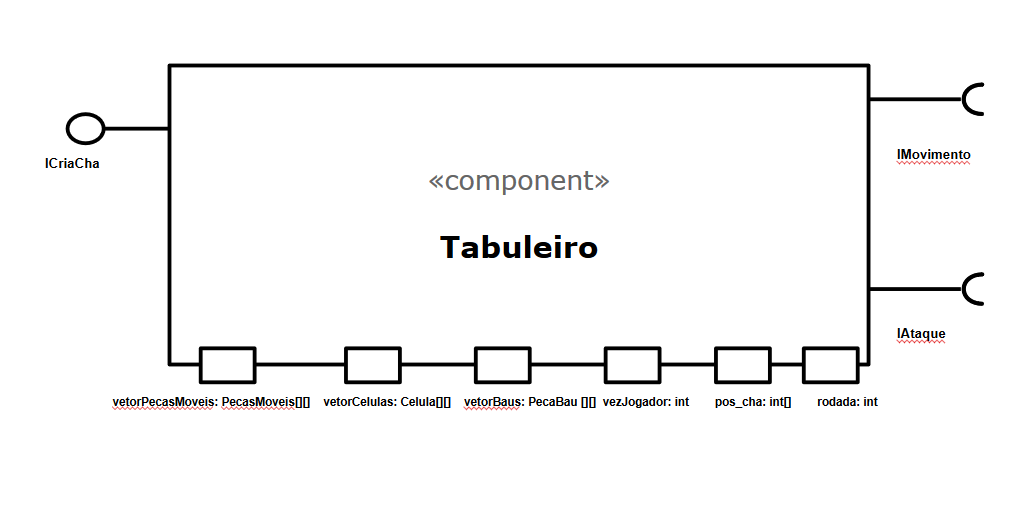 ICriaCha
«component»
Tabuleiro
IMovimento
IAtaque
vetorPecasMoveis: PecasMoveis[][]
vetorCelulas: Celula[][]
vetorBaus: PecaBau [][]
vezJogador: int
pos_cha: int[]
rodada: int